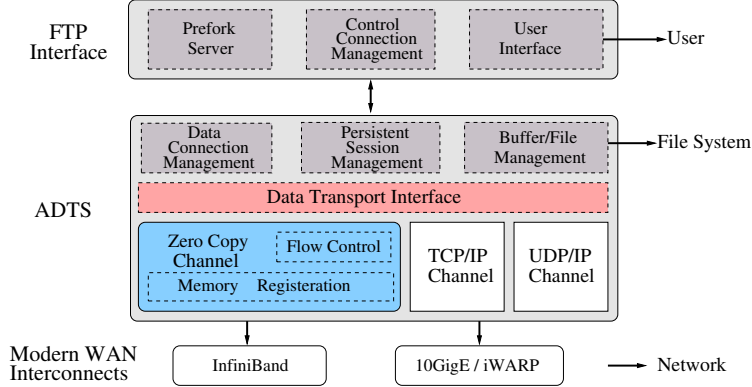 FTP
Interface
Prefork
Server
Control
Connection
Management
User
Interface
User
ADTS
Data
Connection
Management
Persistent
Session
Management
Buffer/File
Management
File System
Data Transport Interface
Zero Copy
Channel
Flow Control
Memory Registeration
TCP/IP
Channel
UDP/IP
Channel
Modern WAN
Interconnects
InfiniBand
10GigE / iWARP
Network